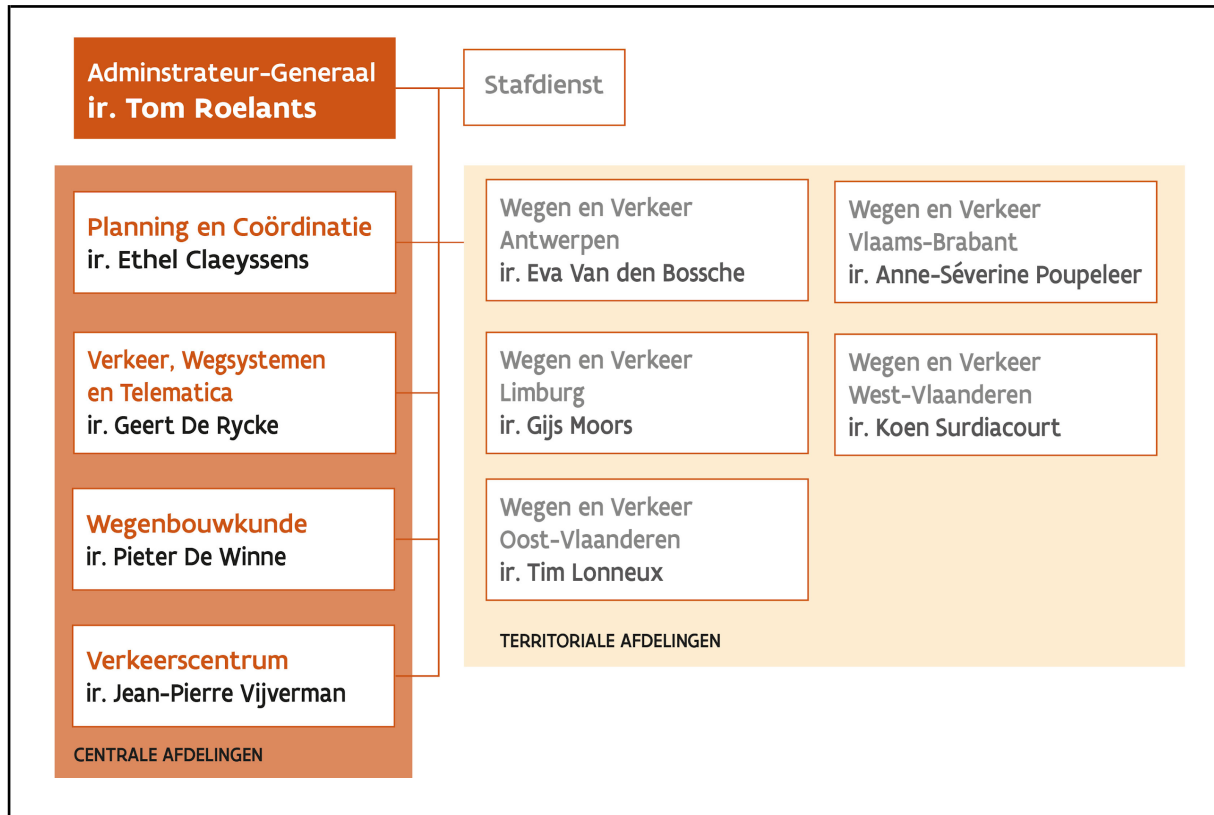 Adminstrateur-Generaal
ir. Tom Roelants
Stafdienst
Planning en Coördinatie
ir. Ethel Claeyssens
Verkeer, Wegsystemen
en Telematica
ir. Geert De Rycke
Wegenbouwkunde
ir. Pieter De Winne
Verkeerscentrum
ir. Jean-Pierre Vijverman
CENTRALE AFDELINGEN
Wegen en Verkeer
Antwerpen
ir. Eva Van den Bossche
Wegen en Verkeer
Vlaams-Brabant
ir. Anne-Séverine Poupeleer
Wegen en Verkeer
Limburg
ir. Gijs Moors
Wegen en Verkeer
West-Vlaanderen
ir. Koen Surdiacourt
Wegen en Verkeer
Oost-Vlaanderen
ir. Tim Lonneux
TERRITORIALE AFDELINGEN